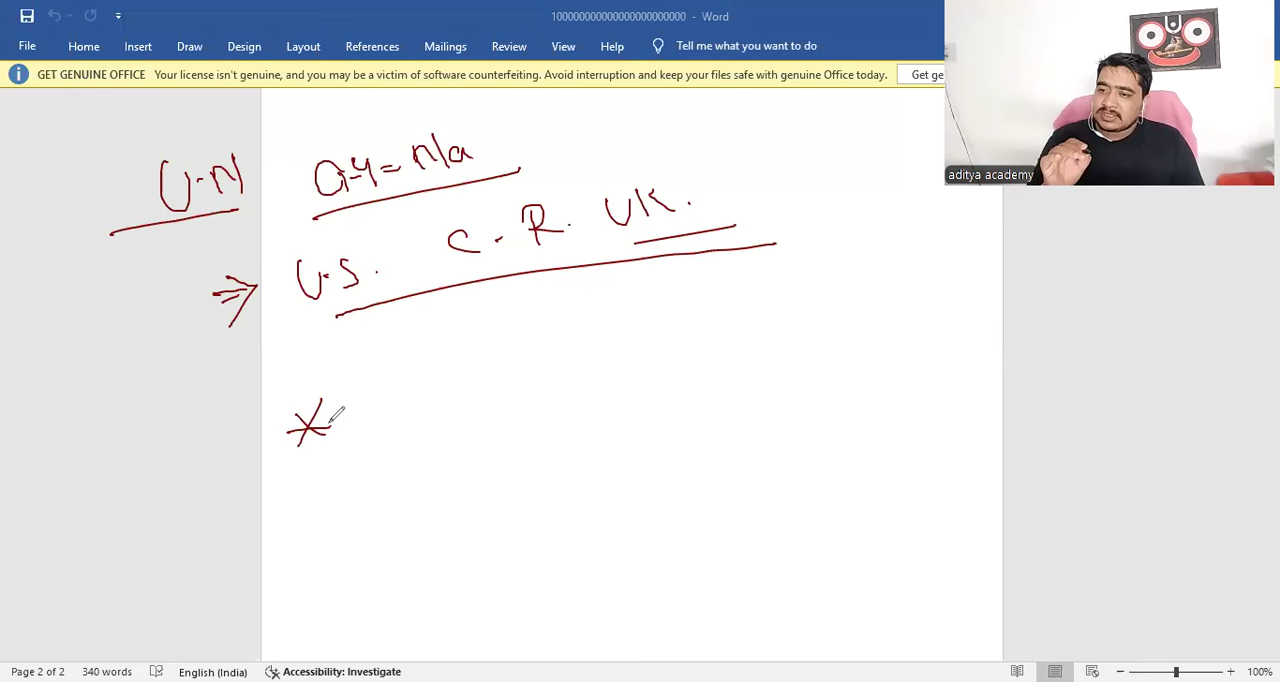 100000000000000000000000 - Word
File Home Insert Draw Design Layout References Mailings Review View Help Tell me what you want to do
GET GENUINE OFFICE Your license isn't genuine, and you may be a victim of software counterfeiting. Avoid interruption and keep your files safe with genuine Office today. Get ge
aditya academy
U-N
U.S. C.R. UK.
Page 2 of 2 340 words English (India) Accessibility: Investigate 100%